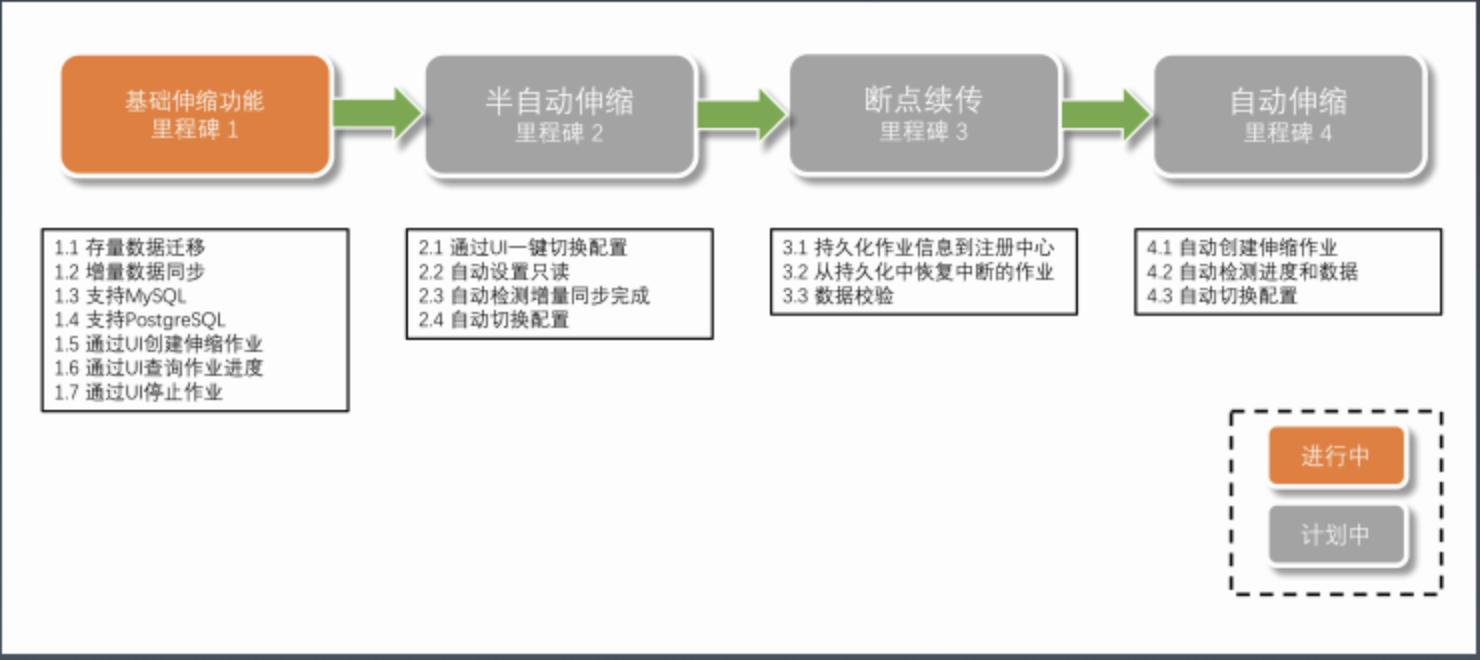 基础伸缩功能
里程碑 1
半自动伸缩
里程碑 2
断点续传
里程碑 3
自动伸缩
里程碑 4
1.1 存量数据迁移
1.2 增量数据同步
1.3 支持MySQL
1.4 支持PostgreSQL
1.5 通过UI创建伸缩作业
1.6 通过UI查询作业进度
1.7 通过UI停止作业
2.1 通过UI一键切换配置
2.2 自动设置只读
2.3 自动检测增量同步完成
2.4 自动切换配置
3.1 持久化作业信息到注册中心
3.2 从持久化中恢复中断的作业
3.3 数据校验
4.1 自动创建伸缩作业
4.2 自动检测进度和数据
4.3 自动切换配置
进行中
计划中